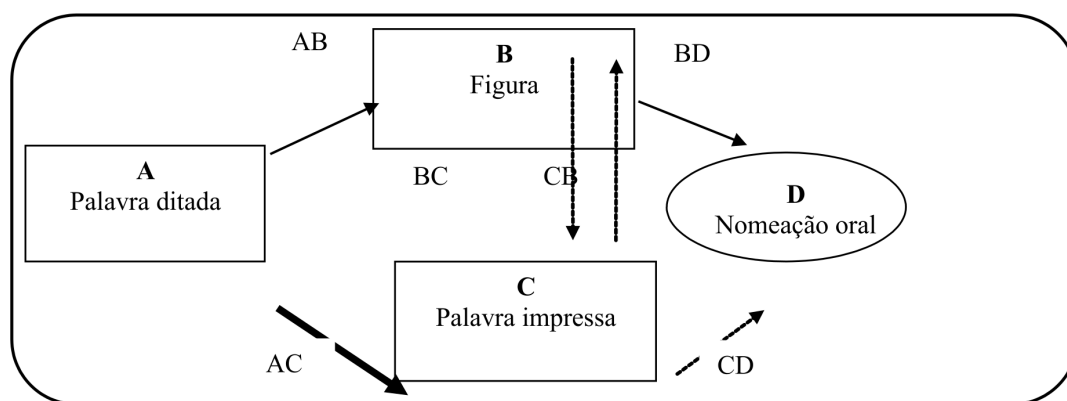 AB
B
Figura
BD
A
Palavra ditada
BC
CB
D
Nomeação oral
C
Palavra impressa
AC
CD